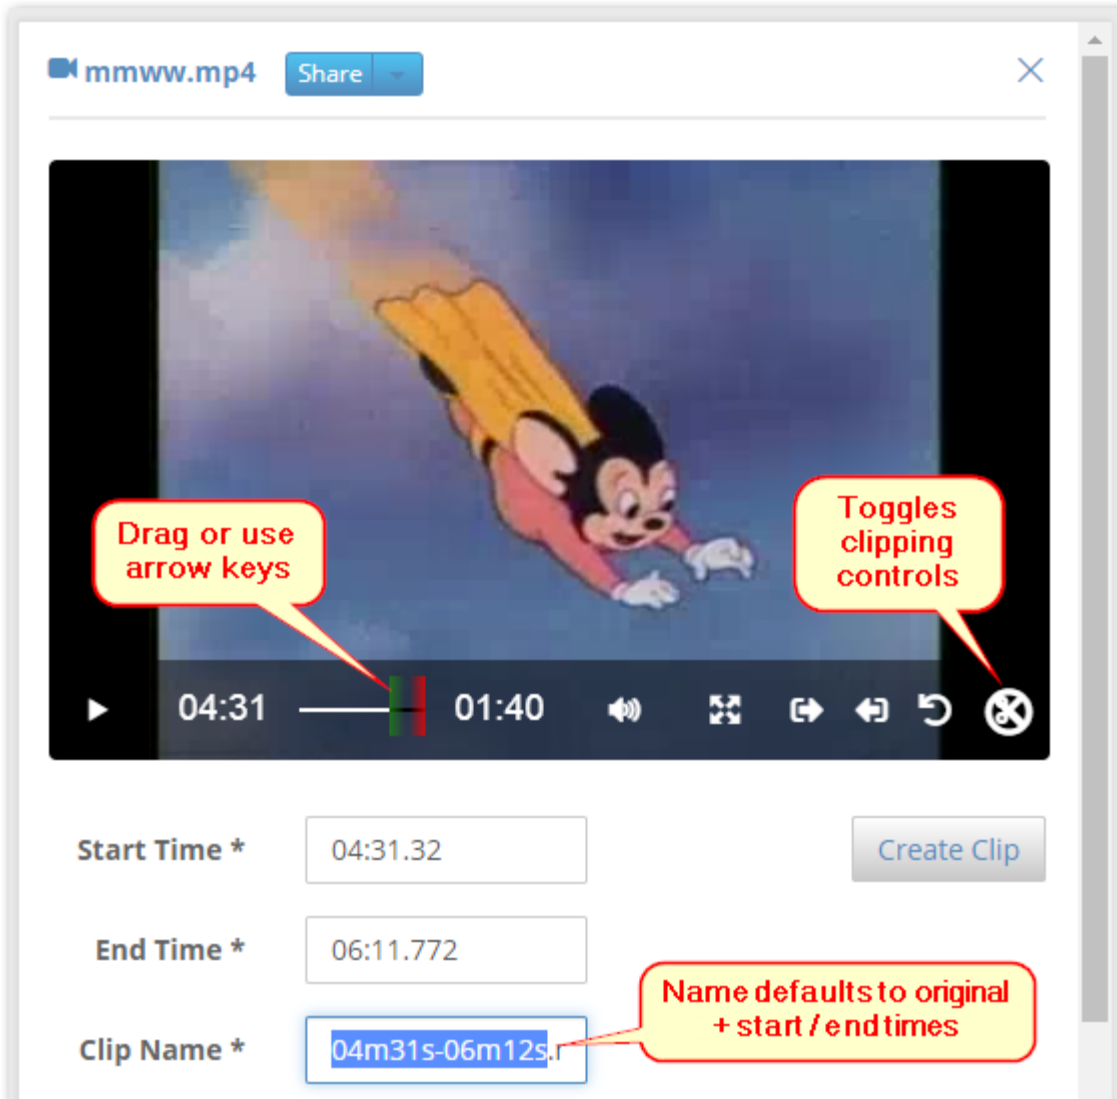 mmww.mp4 Share
Drag or use
arrow keys
Toggles
clipping
controls
04:31 01:40
Start Time * 04:31.32 Create Clip
End Time * 06:11.772
Name defaults to original
+ start / end times
Clip Name * 04m31s-06m12s.